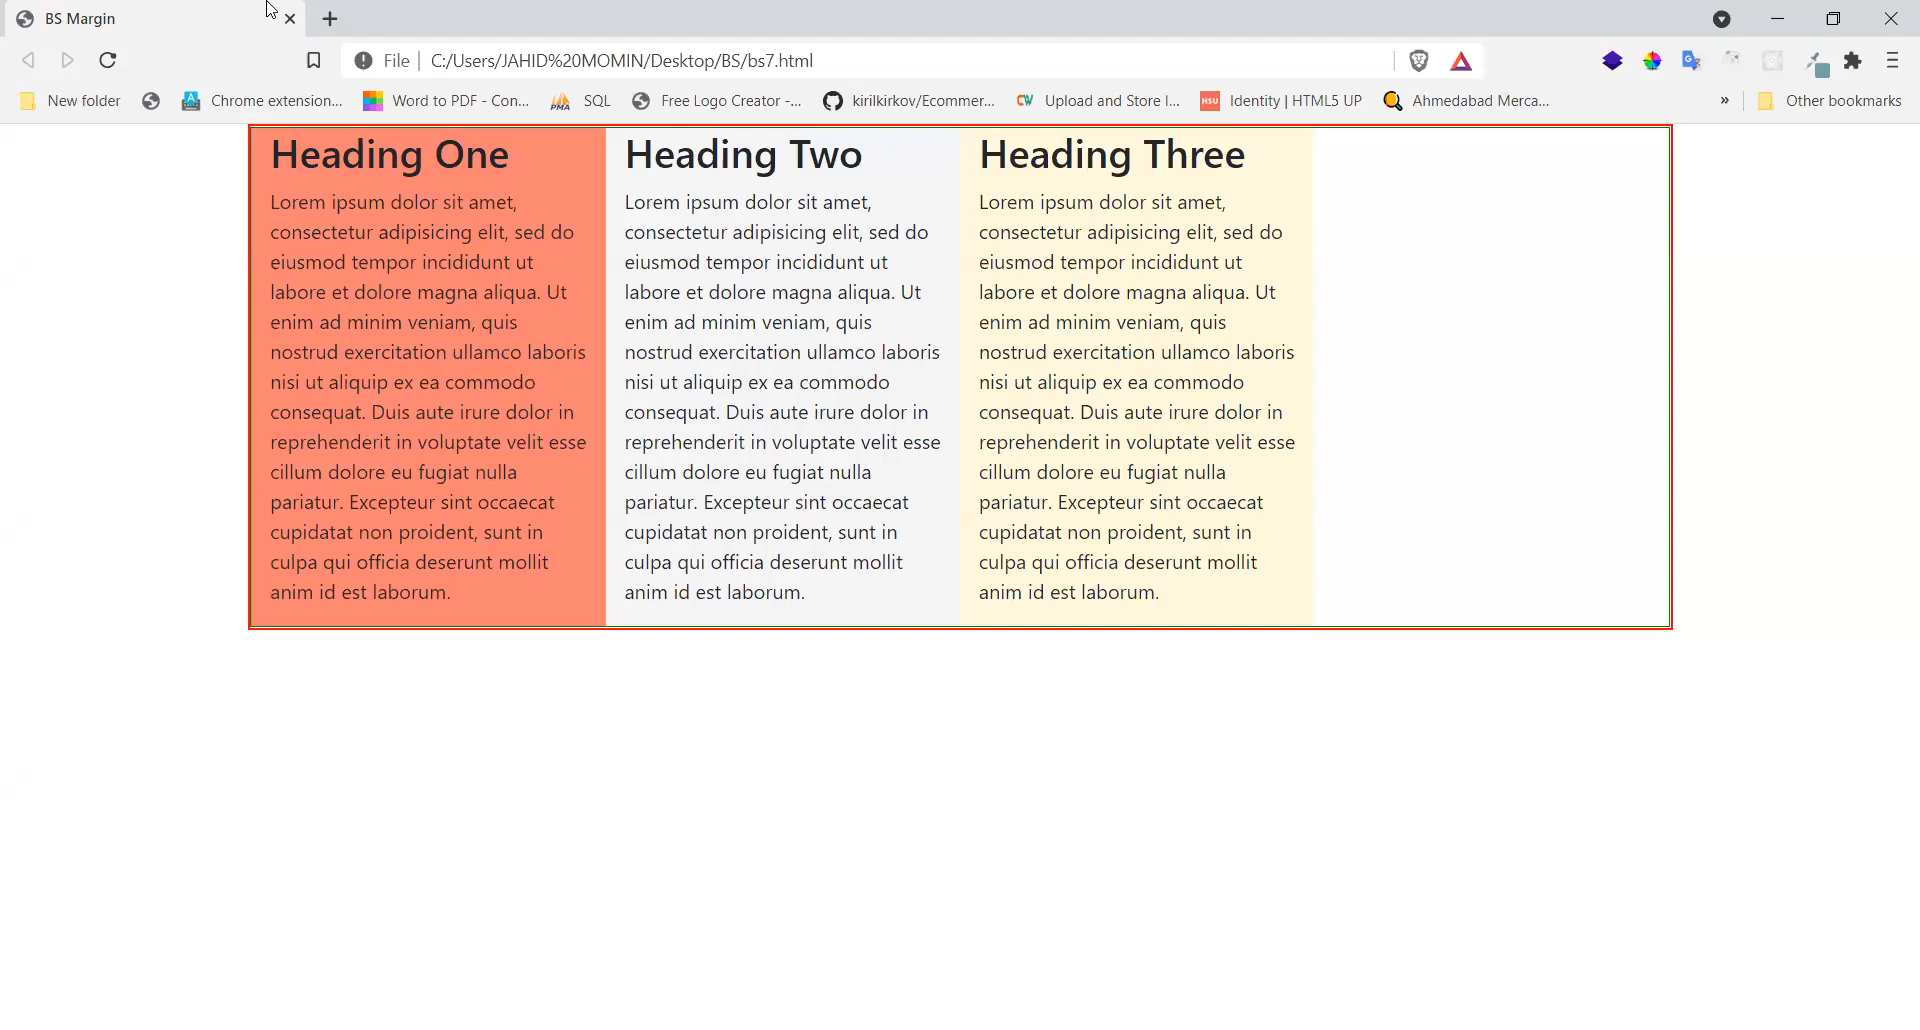 BS Margin
File C:/Users/JAHID%20MOMIN/Desktop/BS/bs7.html
New folder Chrome extension... Word to PDF - Con... PMA SQL Free Logo Creator -... kirilkirkov/Ecommer... CW Upload and Store I... HSU Identity | HTML5 UP Ahmedabad Merca... » Other bookmarks
Heading One
Lorem ipsum dolor sit amet,
consectetur adipisicing elit, sed do
eiusmod tempor incididunt ut
labore et dolore magna aliqua. Ut
enim ad minim veniam, quis
nostrud exercitation ullamco laboris
nisi ut aliquip ex ea commodo
consequat. Duis aute irure dolor in
reprehenderit in voluptate velit esse
cillum dolore eu fugiat nulla
pariatur. Excepteur sint occaecat
cupidatat non proident, sunt in
culpa qui officia deserunt mollit
anim id est laborum.
Heading Two
Lorem ipsum dolor sit amet,
consectetur adipisicing elit, sed do
eiusmod tempor incididunt ut
labore et dolore magna aliqua. Ut
enim ad minim veniam, quis
nostrud exercitation ullamco laboris
nisi ut aliquip ex ea commodo
consequat. Duis aute irure dolor in
reprehenderit in voluptate velit esse
cillum dolore eu fugiat nulla
pariatur. Excepteur sint occaecat
cupidatat non proident, sunt in
culpa qui officia deserunt mollit
anim id est laborum.
Heading Three
Lorem ipsum dolor sit amet,
consectetur adipisicing elit, sed do
eiusmod tempor incididunt ut
labore et dolore magna aliqua. Ut
enim ad minim veniam, quis
nostrud exercitation ullamco laboris
nisi ut aliquip ex ea commodo
consequat. Duis aute irure dolor in
reprehenderit in voluptate velit esse
cillum dolore eu fugiat nulla
pariatur. Excepteur sint occaecat
cupidatat non proident, sunt in
culpa qui officia deserunt mollit
anim id est laborum.